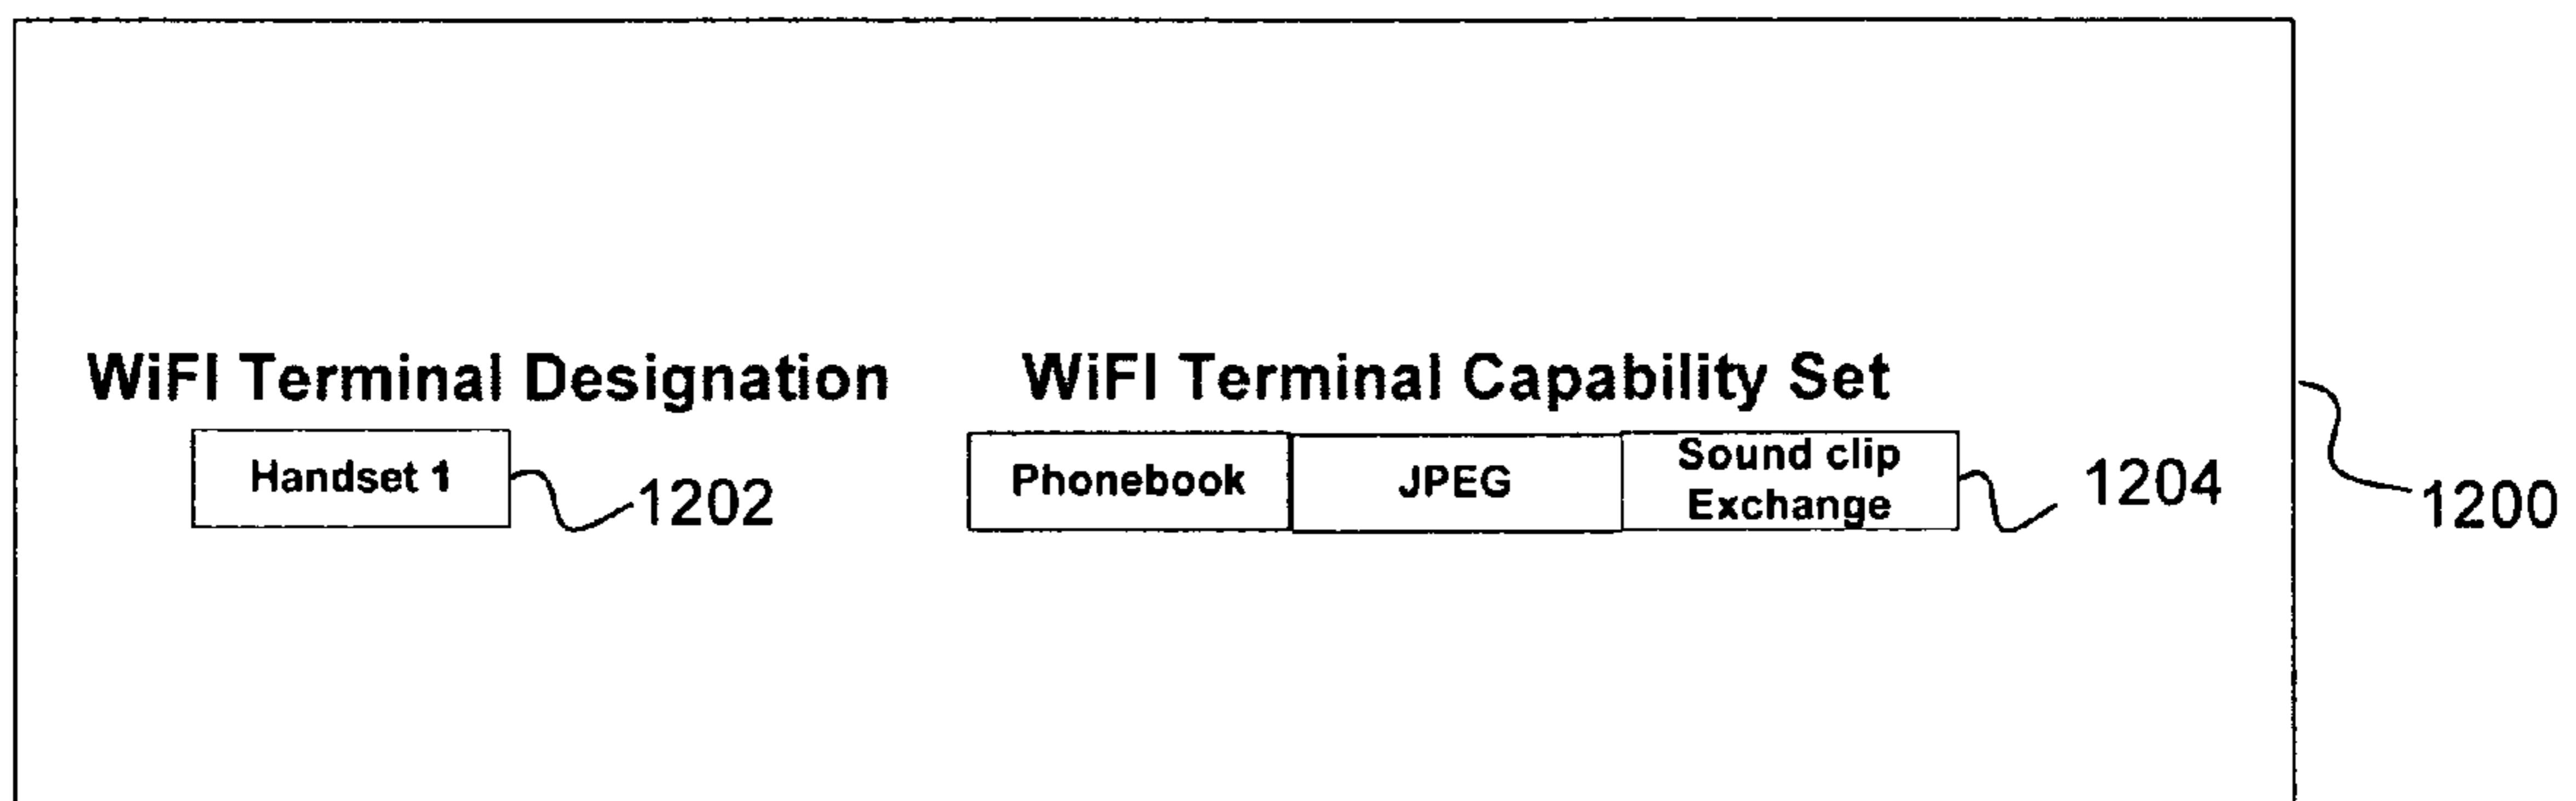 WiFI Terminal Designation
WiFI Terminal Capability Set
Handset 1
1202
Phonebook
JPEG
Sound clip
Exchange
1204
1200